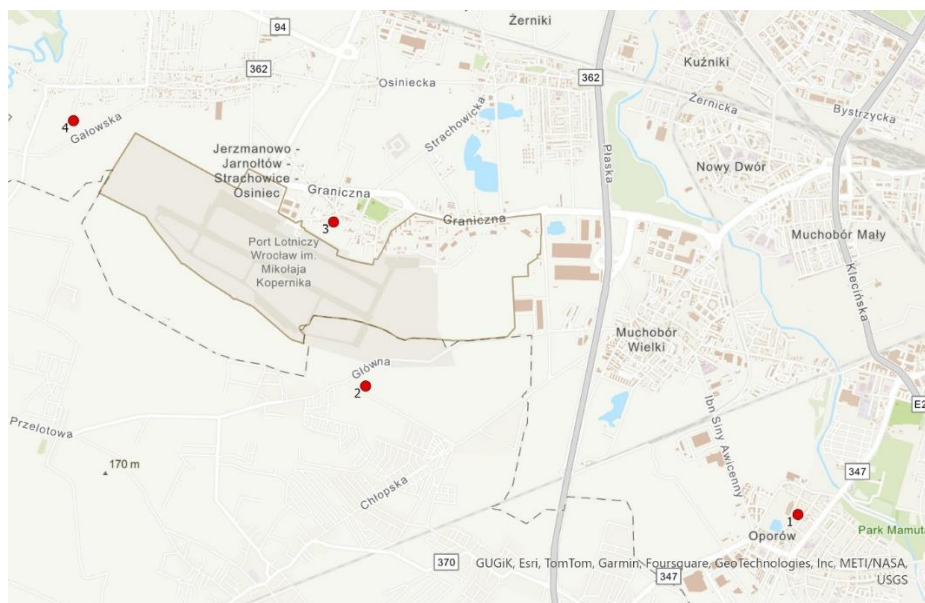 Żerniki
94
362
Kuźniki
362
Osiniecka
Żernicka
Bystrzycka
4
Gałowska
Strachowicka
Jerzmanowo -
Jarnołtów -
Strachowice -
Osiniec
Płaska
Nowy Dwór
Graniczna
Graniczna
3
Muchobór Mały
Port Lotniczy
Wrocław im.
Mikołaja
Kopernika
Klecińska
Muchobór
Wielki
Główna
2
Ibn Siny Awicenny
E2
Przelotowa
170 m
Chłopska
347
1
Park Mamut
Oporów
370
347
GUGiK, Esri, TomTom, Garmin, Foursquare, GeoTechnologies, Inc, METI/NASA,
USGS